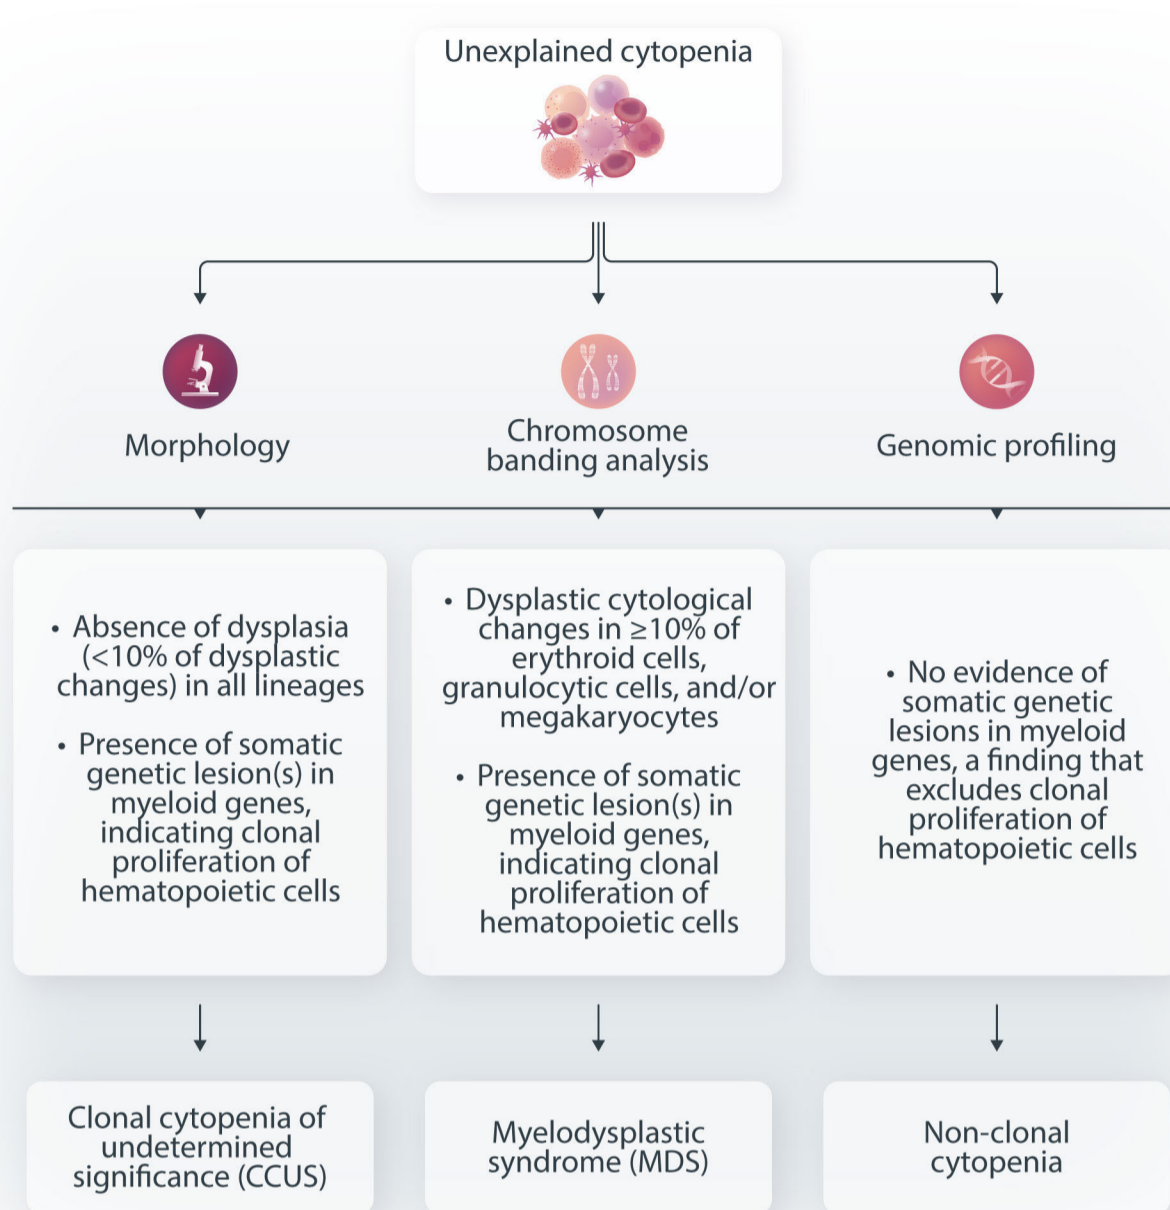 Unexplained cytopenia
Morphology
Chromosome
banding analysis
Genomic profiling
• Absence of dysplasia
(<10% of dysplastic
changes) in all lineages
• Presence of somatic
genetic lesion(s) in
myeloid genes,
indicating clonal
proliferation of
hematopoietic cells
• Dysplastic cytological
changes in ≥10% of
erythroid cells,
granulocytic cells, and/or
megakaryocytes
• Presence of somatic
genetic lesion(s) in
myeloid genes,
indicating clonal
proliferation of
hematopoietic cells
• No evidence of
somatic genetic
lesions in myeloid
genes, a finding that
excludes clonal
proliferation of
hematopoietic cells
Clonal cytopenia of
undetermined
significance (CCUS)
Myelodysplastic
syndrome (MDS)
Non-clonal
cytopenia